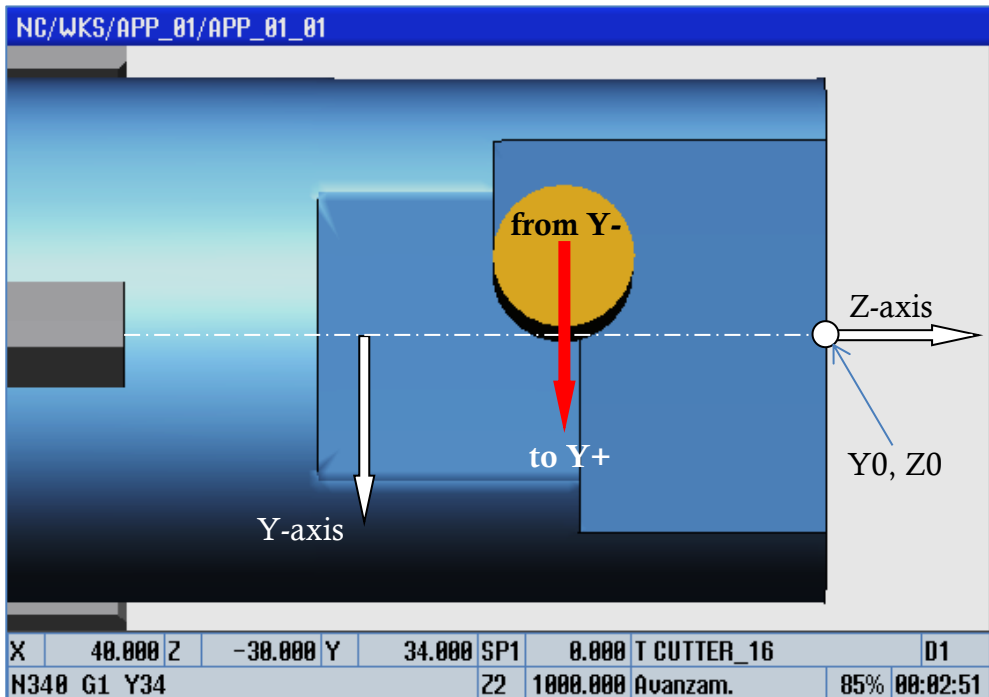 NC/WKS/APP_01/APP_01_01
from Y-
Z-axis
to Y+
Y0, Z0
Y-axis
X 40.000 Z -30.000 Y 34.000 SP1 0.000 T CUTTER_16 D1
N340 G1 Y34 Z2 1000.000 Avanzam. 85% 00:02:51